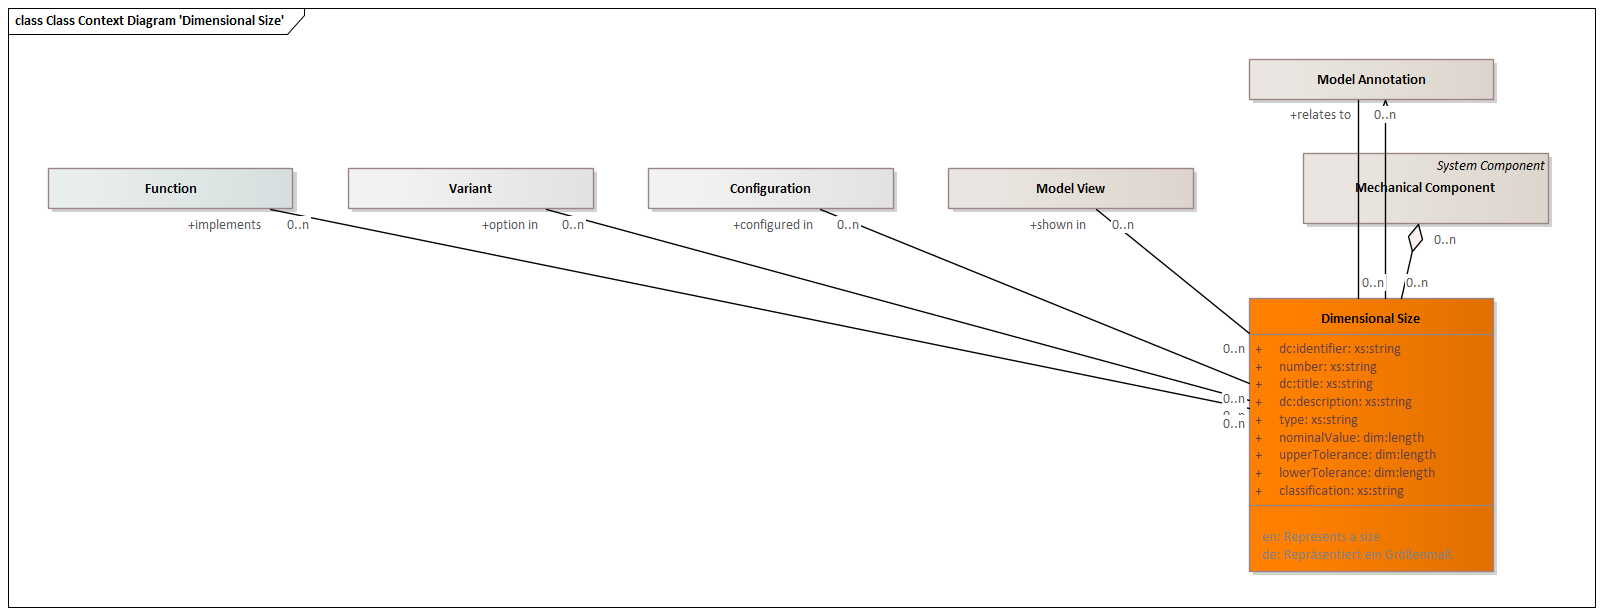 class Class Context Diagram 'Dimensional Size'
Model Annotation
+relates to
0..n
System Component
Mechanical Component
0..n
0..n
0..n
Function
+implements
0..n
Variant
+option in
0..n
Configuration
+configured in
0..n
Model View
+shown in
0..n
0..n
0..n
0..n
Dimensional Size
+ dc:identifier: xs:string
+ number: xs:string
+ dc:title: xs:string
+ dc:description: xs:string
+ type: xs:string
+ nominalValue: dim:length
+ upperTolerance: dim:length
+ lowerTolerance: dim:length
+ classification: xs:string
en: Represents a size
de: Repräsentiert ein Größenmaß